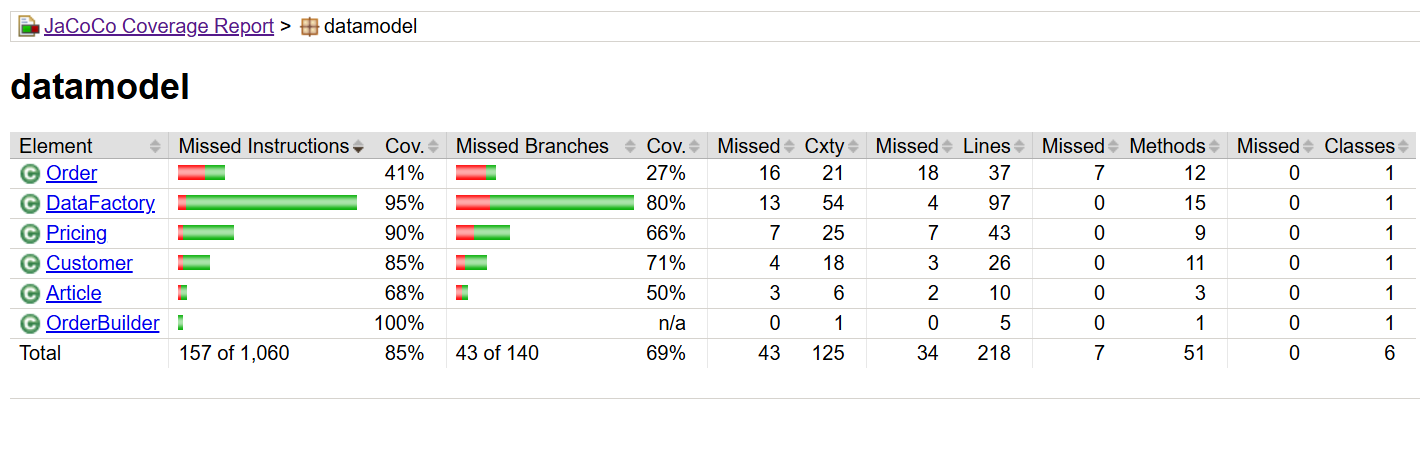 JaCoCo Coverage Report > datamodel
datamodel
Element Missed Instructions Cov. Missed Branches Cov. Missed Cxty Missed Lines Missed Methods Missed Classes
C Order 41% 27% 16 21 18 37 7 12 0 1
C DataFactory 95% 80% 13 54 4 97 0 15 0 1
C Pricing 90% 66% 7 25 7 43 0 9 0 1
C Customer 85% 71% 4 18 3 26 0 11 0 1
C Article 68% 50% 3 6 2 10 0 3 0 1
C OrderBuilder 100% n/a 0 1 0 5 0 1 0 1
Total 157 of 1,060 85% 43 of 140 69% 43 125 34 218 7 51 0 6